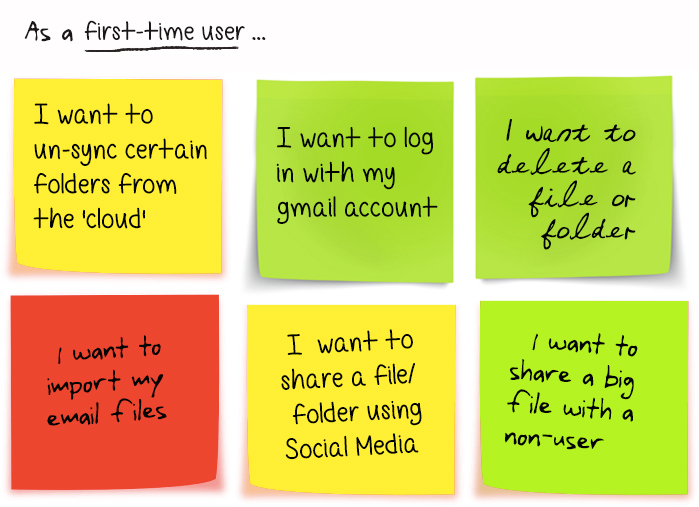 As a first-time user ...
I want to
un-sync certain
folders from
the 'cloud'
I want to log
in with my
gmail account
I want to
delete a
file or
folder
I want to
import my
email files
I want to
share a file/
folder using
Social Media
I want to
share a big
file with a
non-user